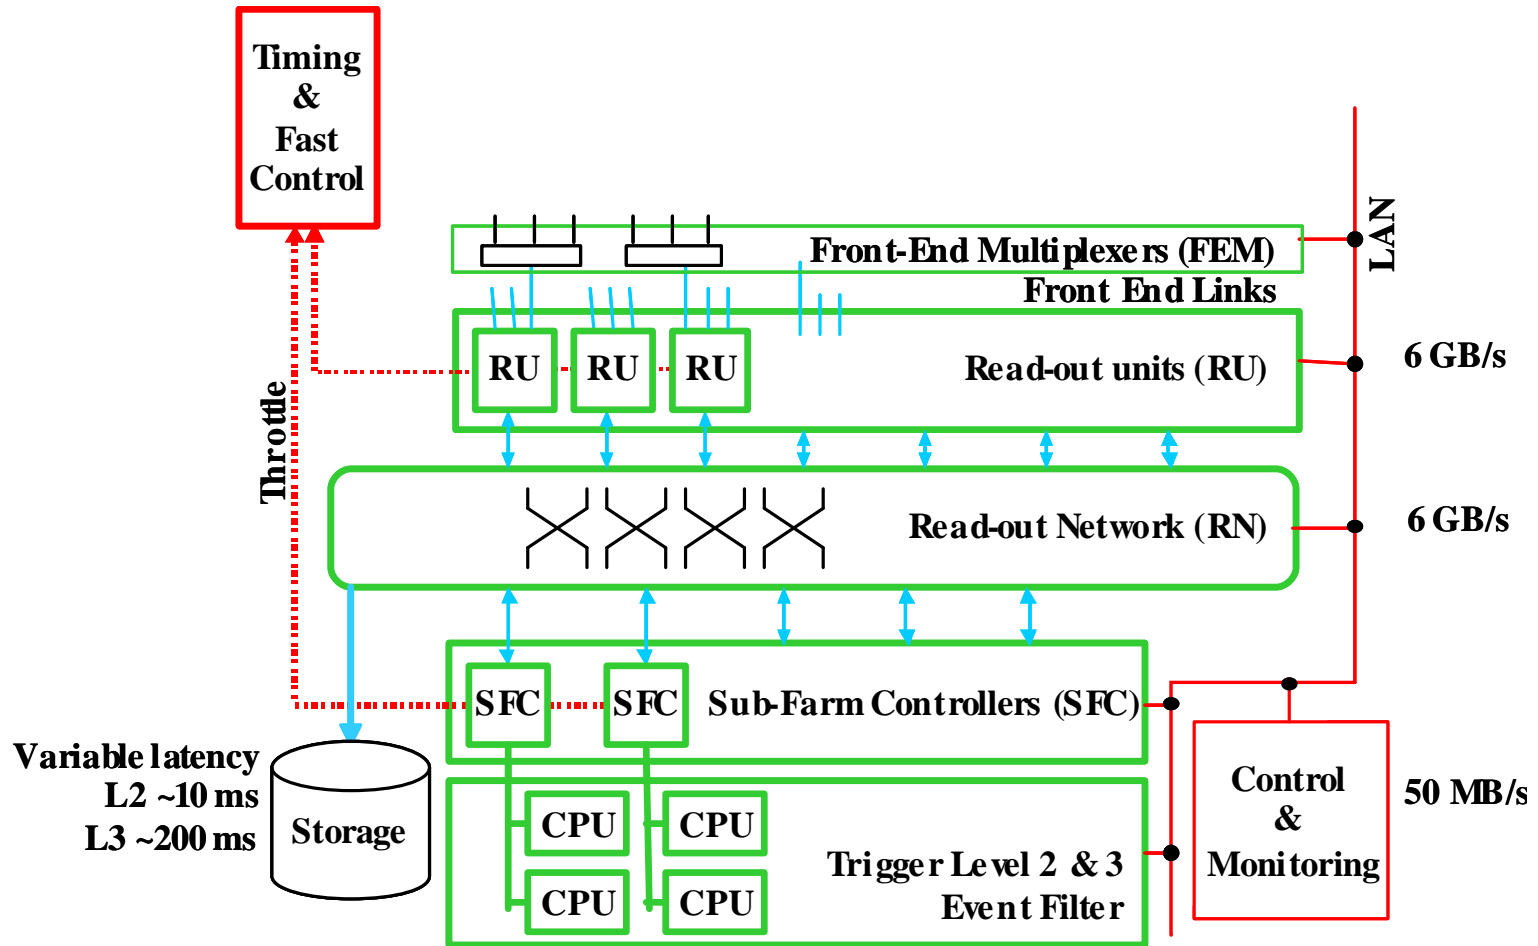 Timing
&
Fast
Control
LAN
Front-End Multiplexers (FEM)
Front End Links
RU
RU
RU
Read-out units (RU)
6 GB/s
Throttle
Read-out Network (RN)
6 GB/s
SFC
SFC
Sub-Farm Controllers (SFC)
Variable latency
L2 ~10 ms
L3 ~200 ms
Storage
CPU
CPU
CPU
CPU
Trigger Level 2 & 3
Event Filter
Control
&
Monitoring
50 MB/s